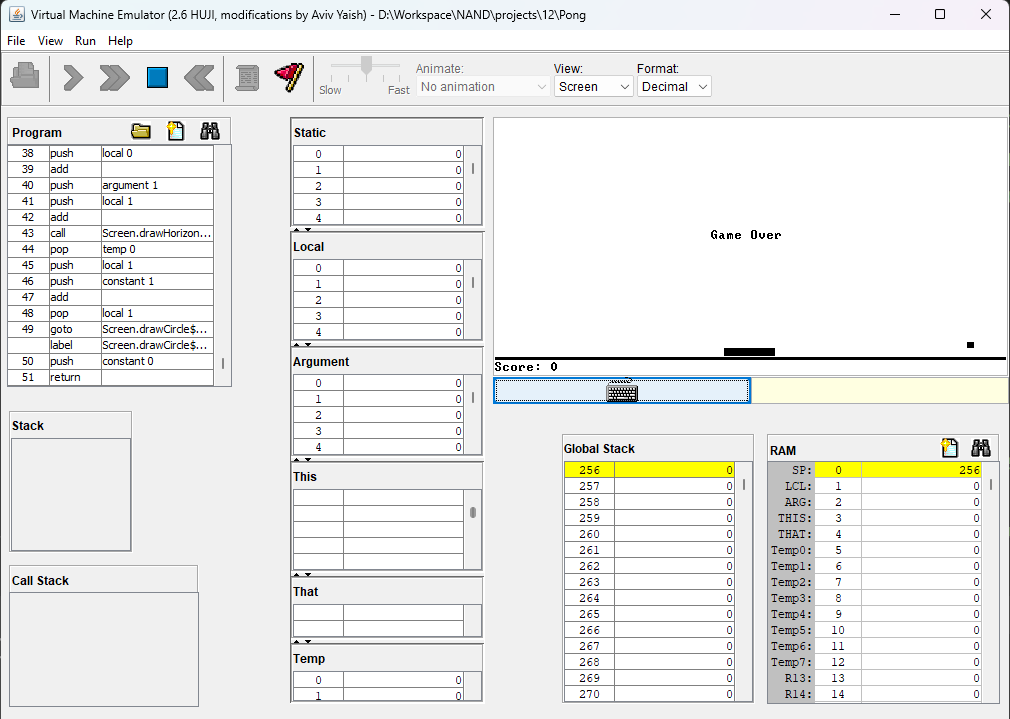 Virtual Machine Emulator (2.6 HUJI, modifications by Aviv Yaish) - D:\Workspace\NAND\projects\12\Pong
File View Run Help
Slow Fast
Animate:
No animation
View:
Screen
Format:
Decimal
Program
38 push local 0
39 add
40 push argument 1
41 push local 1
42 add
43 call Screen.drawHorizon...
44 pop temp 0
45 push local 1
46 push constant 1
47 add
48 pop local 1
49 goto Screen.drawCircle$...
label Screen.drawCircle$...
50 push constant 0
51 return
Stack
Call Stack
Static
0 0
1 0
2 0
3 0
4 0
Local
0 0
1 0
2 0
3 0
4 0
Argument
0 0
1 0
2 0
3 0
4 0
This
That
Temp
0 0
1 0
Game Over
Score: 0
Global Stack
256 0
257 0
258 0
259 0
260 0
261 0
262 0
263 0
264 0
265 0
266 0
267 0
268 0
269 0
270 0
RAM
SP: 0 256
LCL: 1 0
ARG: 2 0
THIS: 3 0
THAT: 4 0
Temp0: 5 0
Temp1: 6 0
Temp2: 7 0
Temp3: 8 0
Temp4: 9 0
Temp5: 10 0
Temp6: 11 0
Temp7: 12 0
R13: 13 0
R14: 14 0